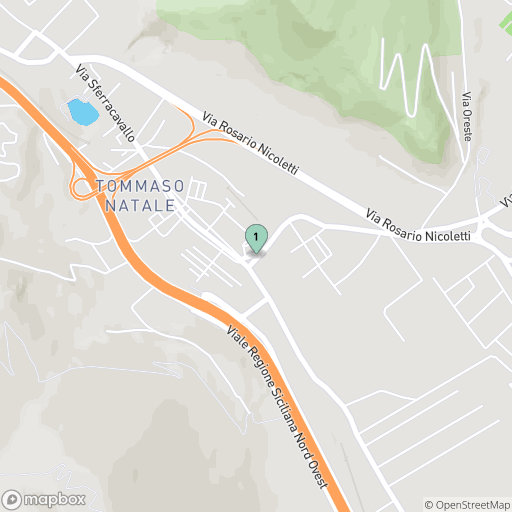 Via Sferracavallo
Via Rosario Nicoletti
Via Oreste
TOMMASO
NATALE
Via Rosario Nicoletti
1
Viale Regione Siciliana Nord Ovest
mapbox
© OpenStreetMap